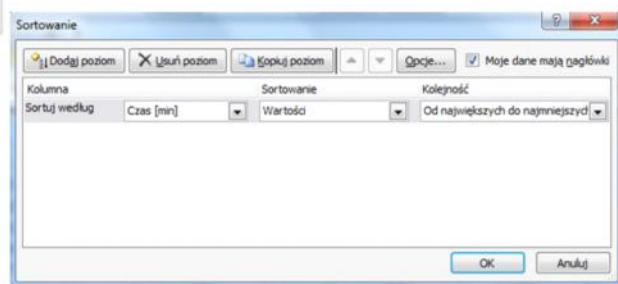 Sortowanie
Dodaj poziom Usuń poziom Kopiuj poziom Opcje... Moje dane mają nagłówki
Kolumna Sortowanie Kolejność
Sortuj według Czas [min] Wartości Od największych do najmniejszych
OK Anuluj